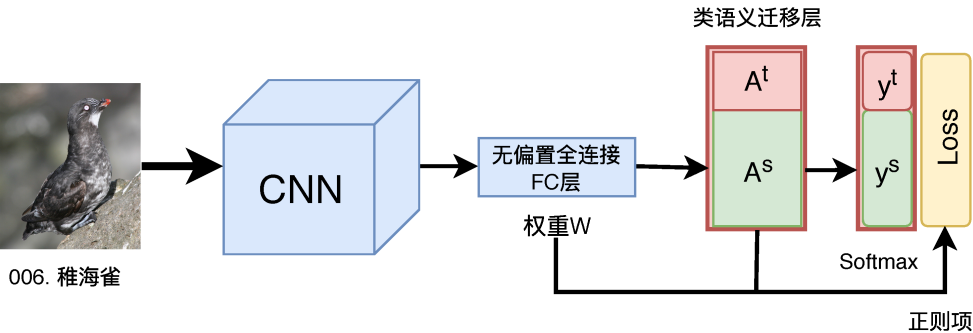 类语义迁移层
A^t
y^t
Loss
CNN
无偏置全连接
FC层
A^s
y^s
权重W
Softmax
006. 稚海雀
正则项